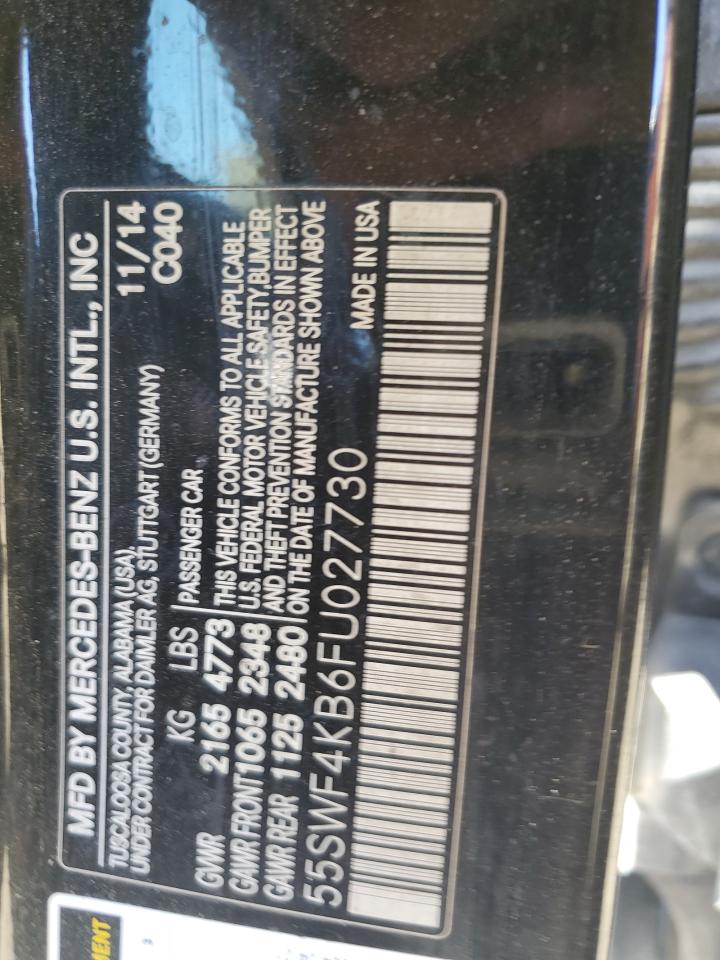 MFD BY MERCEDES-BENZ U.S. INTL., INC
TUSCALOOSA COUNTY, ALABAMA (USA), 11/14
UNDER CONTRACT FOR DAIMLER AG, STUTTGART (GERMANY) C040
KG LBS PASSENGER CAR
GWR 2165 4773 THIS VEHICLE CONFORMS TO ALL APPLICABLE
GAWR FRONT 1065 2348 U.S. FEDERAL MOTOR VEHICLE SAFETY, BUMPER
GAWR REAR 1125 2480 AND THEFT PREVENTION STANDARDS IN EFFECT
ON THE DATE OF MANUFACTURE SHOWN ABOVE
55SWF4KB6FU027730 MADE IN USA
MENT